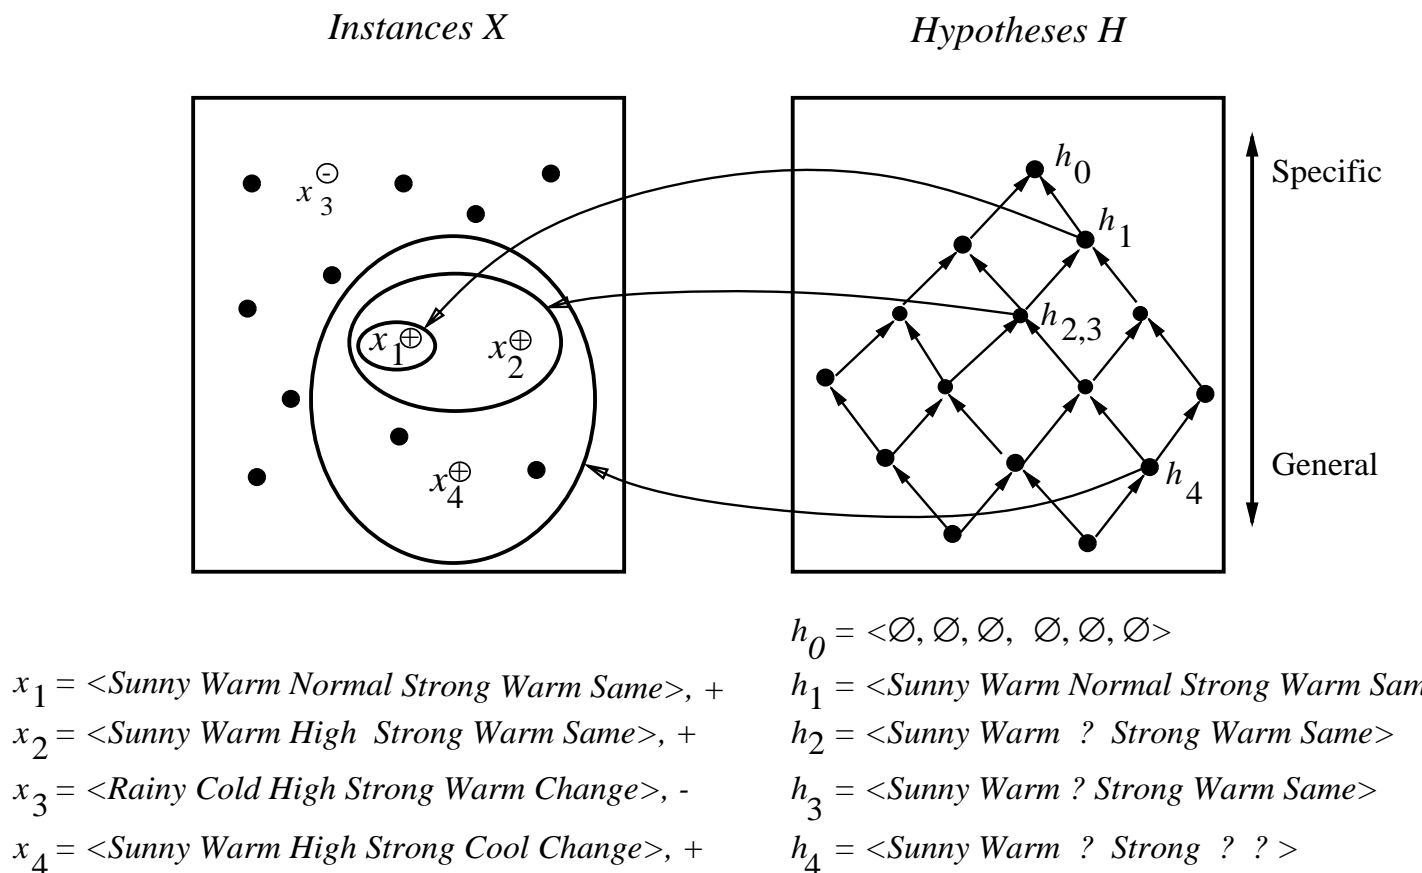 Instances X
Hypotheses H
x3 ⊖
h0
Specific
h1
x1 ⊕
x2 ⊕
h2,3
x4 ⊕
h4
General
h0 = <∅, ∅, ∅, ∅, ∅, ∅>
x1 = <Sunny Warm Normal Strong Warm Same>, +
h1 = <Sunny Warm Normal Strong Warm Sam
x2 = <Sunny Warm High Strong Warm Same>, +
h2 = <Sunny Warm ? Strong Warm Same>
x3 = <Rainy Cold High Strong Warm Change>, -
h3 = <Sunny Warm ? Strong Warm Same>
x4 = <Sunny Warm High Strong Cool Change>, +
h4 = <Sunny Warm ? Strong ? ? >